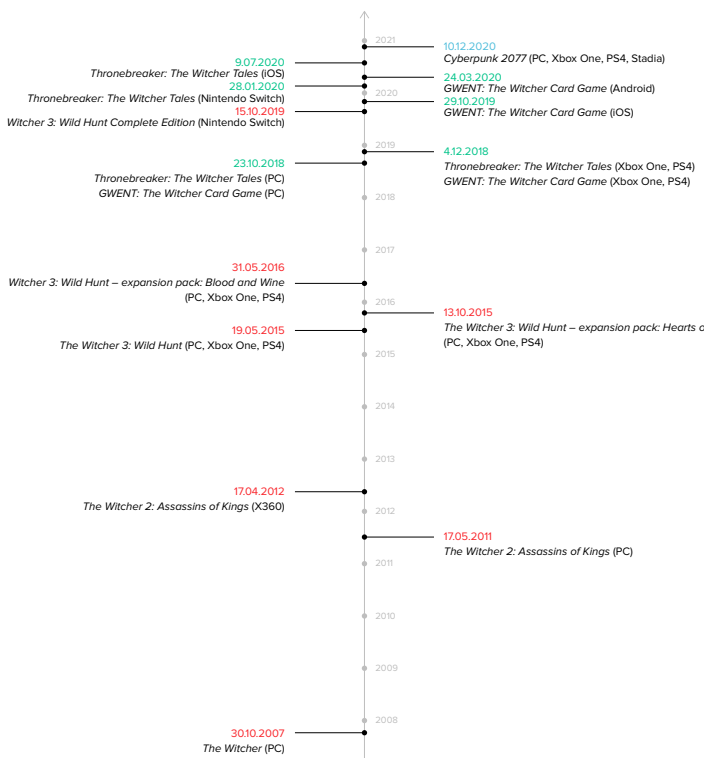 2021
10.12.2020
Cyberpunk 2077 (PC, Xbox One, PS4, Stadia)
9.07.2020
Thronebreaker: The Witcher Tales (iOS)
24.03.2020
GWENT: The Witcher Card Game (Android)
28.01.2020
Thronebreaker: The Witcher Tales (Nintendo Switch)
2020
29.10.2019
GWENT: The Witcher Card Game (iOS)
15.10.2019
Witcher 3: Wild Hunt Complete Edition (Nintendo Switch)
2019
4.12.2018
Thronebreaker: The Witcher Tales (Xbox One, PS4)
GWENT: The Witcher Card Game (Xbox One, PS4)
23.10.2018
Thronebreaker: The Witcher Tales (PC)
GWENT: The Witcher Card Game (PC)
2018
2017
31.05.2016
Witcher 3: Wild Hunt – expansion pack: Blood and Wine
(PC, Xbox One, PS4)
2016
13.10.2015
The Witcher 3: Wild Hunt – expansion pack: Hearts
(PC, Xbox One, PS4)
19.05.2015
The Witcher 3: Wild Hunt (PC, Xbox One, PS4)
2015
2014
2013
17.04.2012
The Witcher 2: Assassins of Kings (X360)
2012
17.05.2011
The Witcher 2: Assassins of Kings (PC)
2011
2010
2009
2008
30.10.2007
The Witcher (PC)